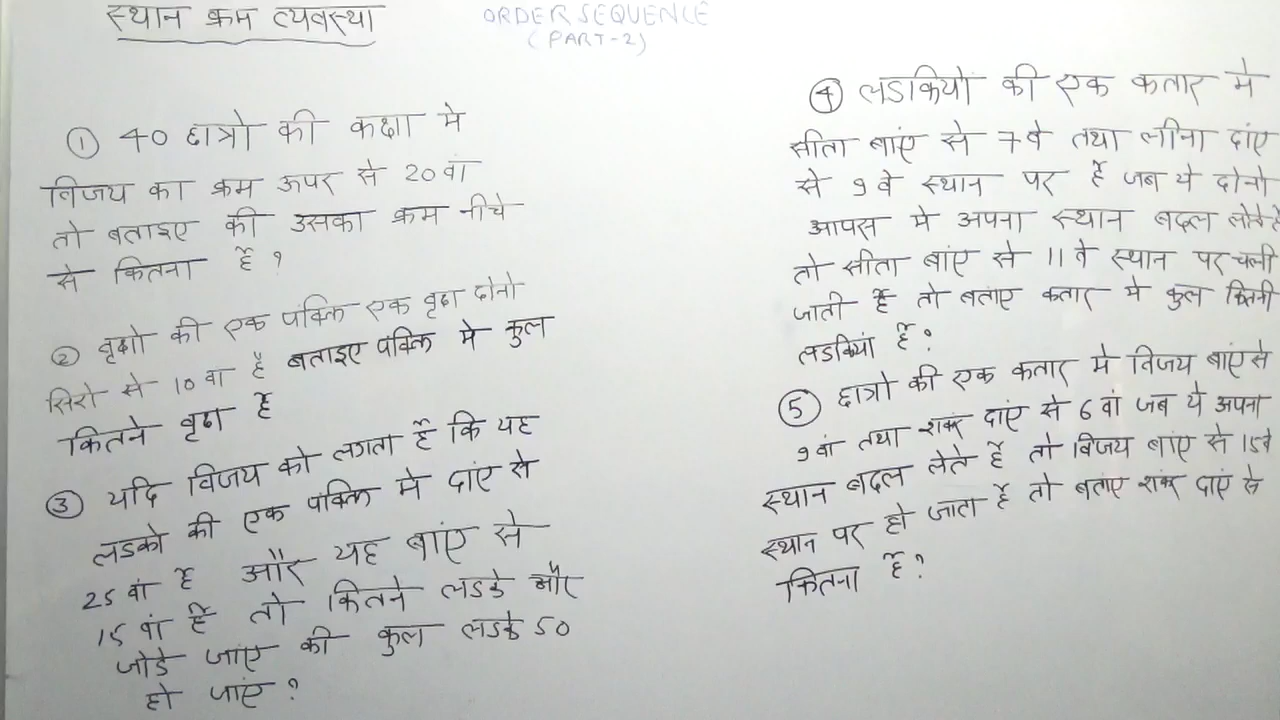 स्थान क्रम व्यवस्था
ORDER SEQUENCE
(PART-2)
① 40 छात्रो की कक्षा मे
विजय का क्रम ऊपर से 20 वां
तो बताइए की उसका क्रम नीचे
से कितना है ?
② वृक्षो की एक पंक्ति एक वृक्ष दोनो
सिरो से 10 वा है बताइए पंक्ति मे कुल
कितने वृक्ष है
③ यदि विजय को लगता है कि यह
लडको की एक पंक्ति मे दांए से
25 वां है और यह बांए से
15 वां है तो कितने लडके और
जोडे जाए की कुल लडके 50
हो जाएं ?
④ लडकियो की एक कतार मे
सीता बांए से 7 वे तथा लीना दांए
से 9 वे स्थान पर है जब ये दोनो
आपस मे अपना स्थान बदल लेते है
तो सीता बांए से 11 वे स्थान पर चली
जाती है तो बताए कतार मे कुल कितनी
लडकियां है ?
⑤ छात्रो की एक कतार मे विजय बांए से
9 वां तथा शंकर दांए से 6 वां जब ये अपना
स्थान बदल लेते है तो विजय बांए से 15 वे
स्थान पर हो जाता है तो बताए शंकर दांए से
कितना है ?